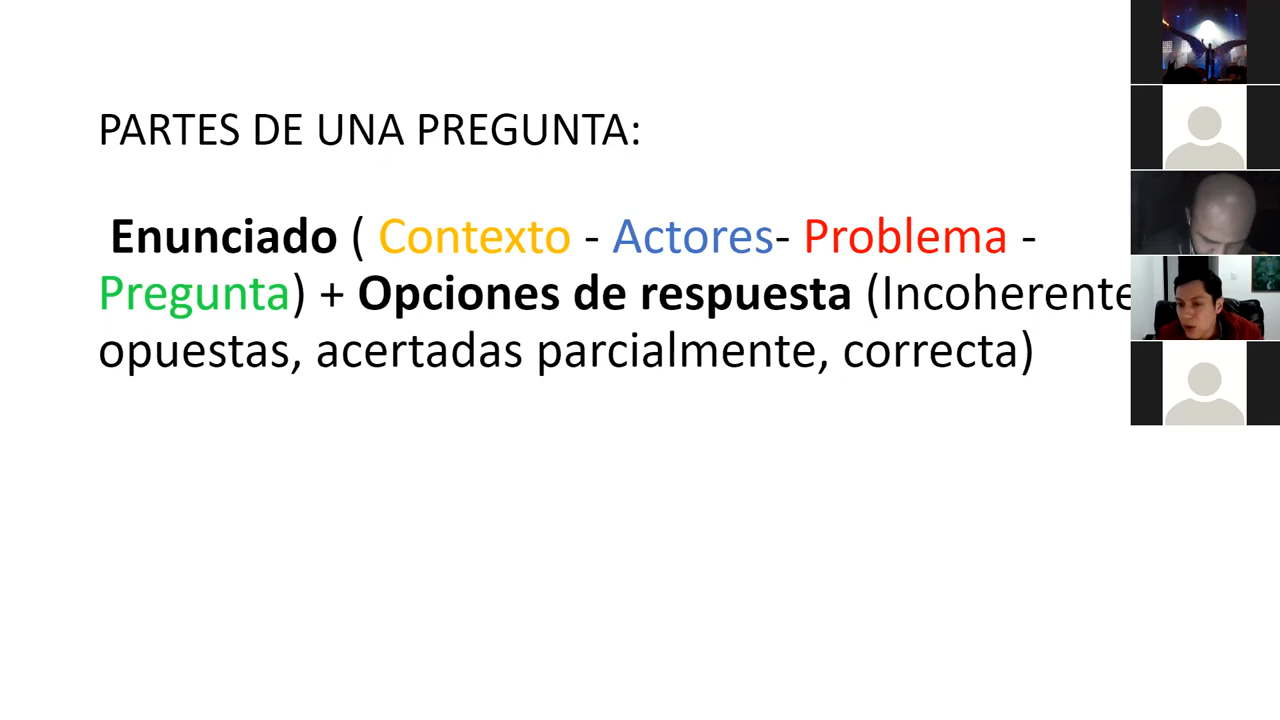 PARTES DE UNA PREGUNTA:
Enunciado ( Contexto - Actores- Problema -
Pregunta) + Opciones de respuesta (Incoherente
opuestas, acertadas parcialmente, correcta)